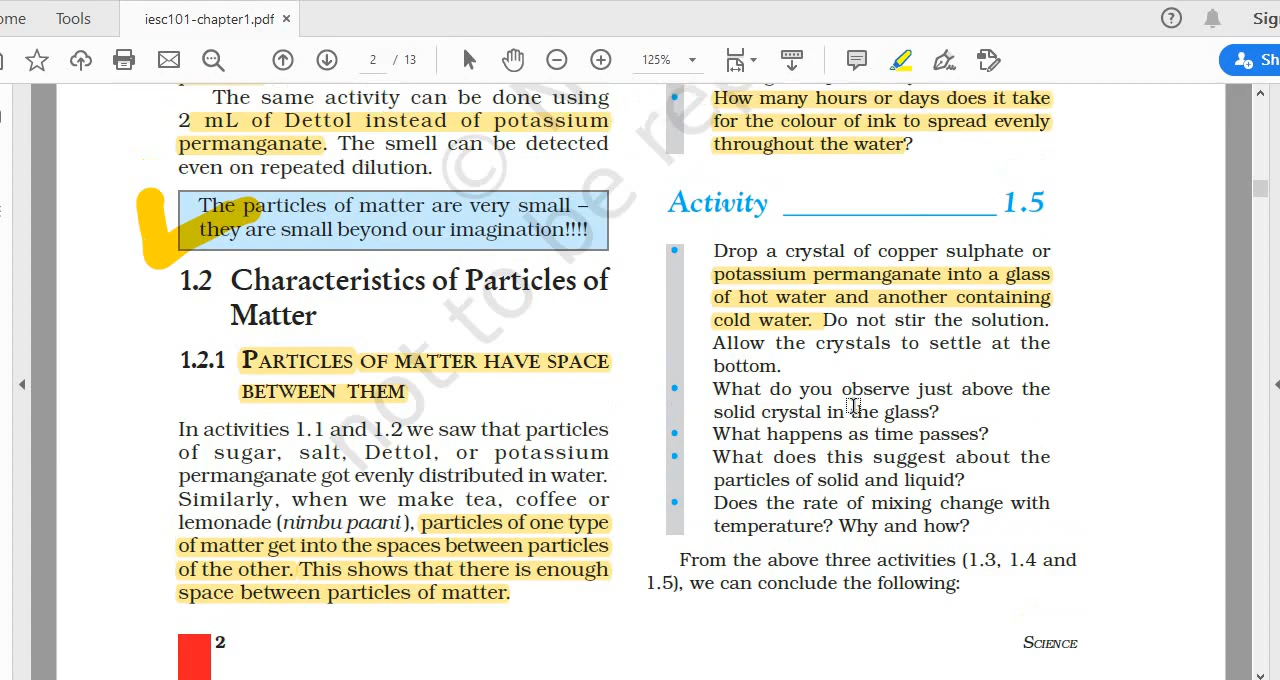 ome
Tools
iesc101-chapter1.pdf ×
?
Sig
2 / 13
125%
Sh
The same activity can be done using
2 mL of Dettol instead of potassium
permanganate. The smell can be detected
even on repeated dilution.
The particles of matter are very small –
they are small beyond our imagination!!!!
1.2 Characteristics of Particles of
Matter
1.2.1 PARTICLES OF MATTER HAVE SPACE
BETWEEN THEM
In activities 1.1 and 1.2 we saw that particles
of sugar, salt, Dettol, or potassium
permanganate got evenly distributed in water.
Similarly, when we make tea, coffee or
lemonade (nimbu paani), particles of one type
of matter get into the spaces between particles
of the other. This shows that there is enough
space between particles of matter.
2
• How many hours or days does it take
for the colour of ink to spread evenly
throughout the water?
Activity ________________ 1.5
• Drop a crystal of copper sulphate or
potassium permanganate into a glass
of hot water and another containing
cold water. Do not stir the solution.
Allow the crystals to settle at the
bottom.
• What do you observe just above the
solid crystal in the glass?
• What happens as time passes?
• What does this suggest about the
particles of solid and liquid?
• Does the rate of mixing change with
temperature? Why and how?
From the above three activities (1.3, 1.4 and
1.5), we can conclude the following:
SCIENCE
not to be re
©